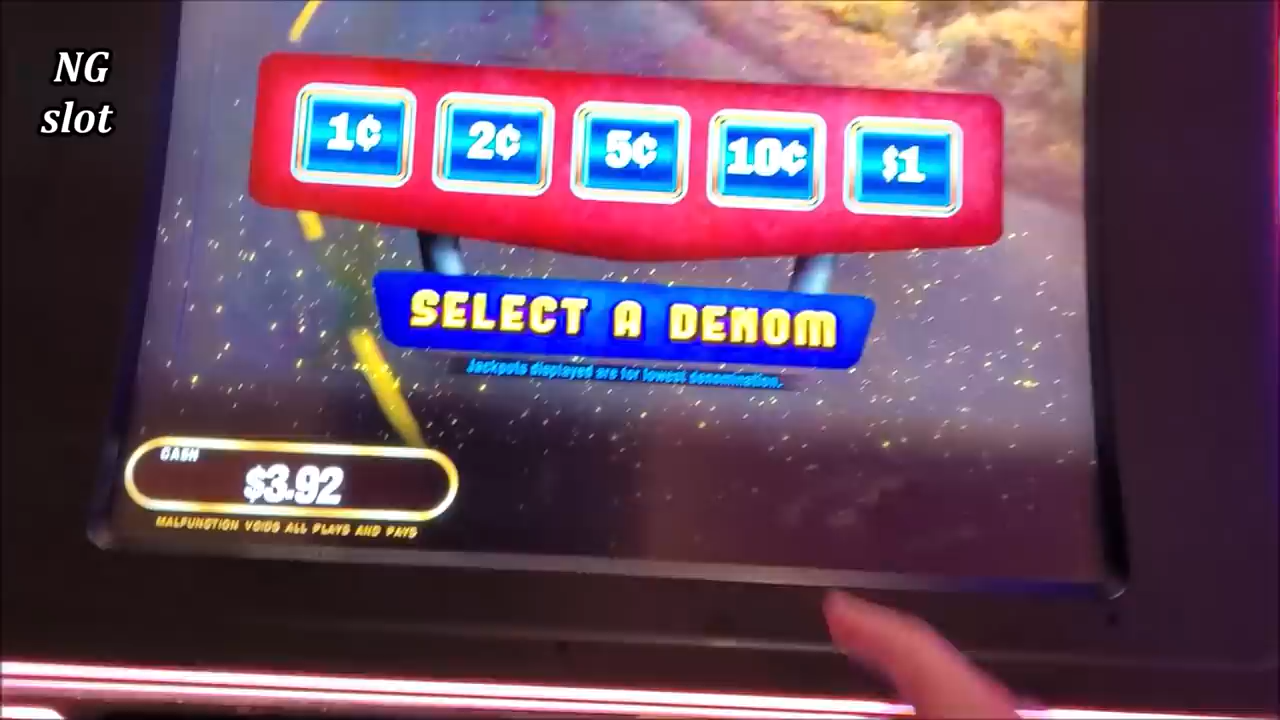 NG
slot
1¢ 2¢ 5¢ 10¢ $1
SELECT A DENOM
Jackpots displayed are for lowest denomination.
CASH
$3.92
MALFUNCTION VOIDS ALL PLAYS AND PAYS